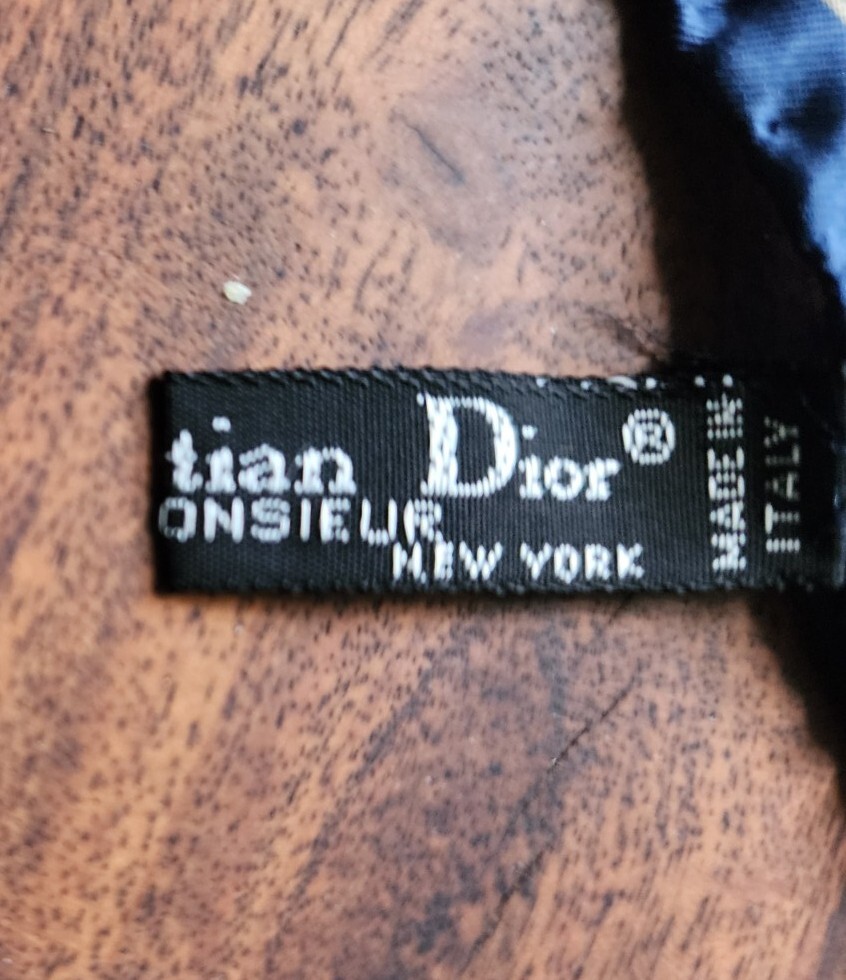 tian Dior®
ONSIEUR
NEW YORK
MADE IN
ITALY